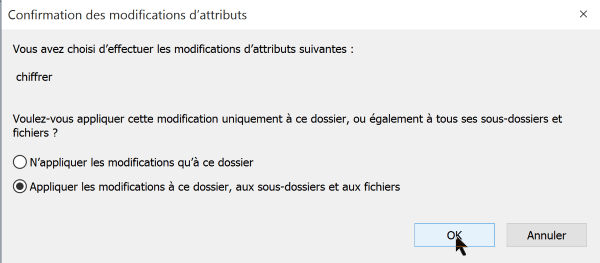 Confirmation des modifications d'attributs
Vous avez choisi d'effectuer les modifications d'attributs suivantes :
chiffrer
Voulez-vous appliquer cette modification uniquement à ce dossier, ou également à tous ses sous-dossiers et
fichiers ?
N'appliquer les modifications qu'à ce dossier
Appliquer les modifications à ce dossier, aux sous-dossiers et aux fichiers
OK
Annuler